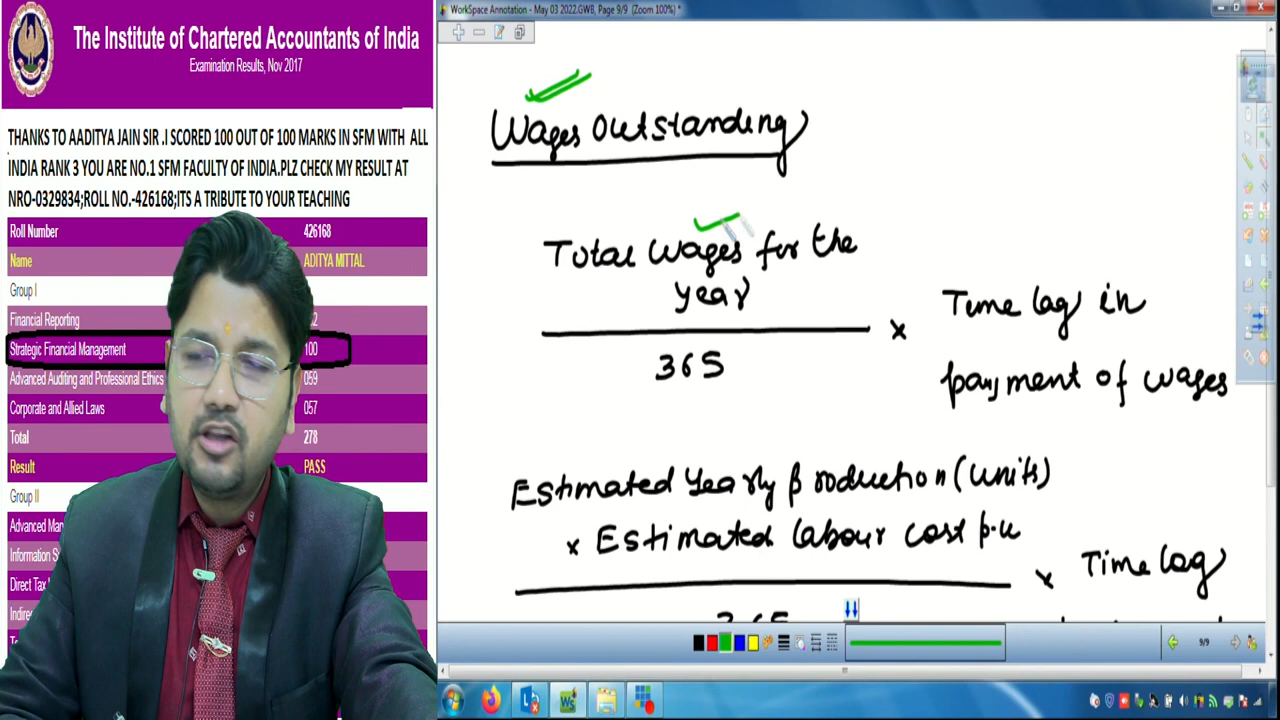 The Institute of Chartered Accountants of India
Examination Results, Nov 2017
THANKS TO AADITYA JAIN SIR .I SCORED 100 OUT OF 100 MARKS IN SFM WITH ALL
INDIA RANK 3 YOU ARE NO.1 SFM FACULTY OF INDIA.PLZ CHECK MY RESULT AT
NRO-0329834;ROLL NO.-426168;ITS A TRIBUTE TO YOUR TEACHING
Roll Number 426168
Name ADITYA MITTAL
Group I
Financial Reporting
Strategic Financial Management 100
Advanced Auditing and Professional Ethics 059
Corporate and Allied Laws 057
Total 278
Result PASS
Group II
Advanced
Information
Direct Tax
WorkSpace Annotation - May 03 2022.GWB, Page 9/9 (Zoom 100%) *
Wages Outstanding
Total Wages for the
year
365
× Time lag in
payment of wages
Estimated Yearly Production (Units)
× Estimated labour cost p.u
365
× Time lag
9/9